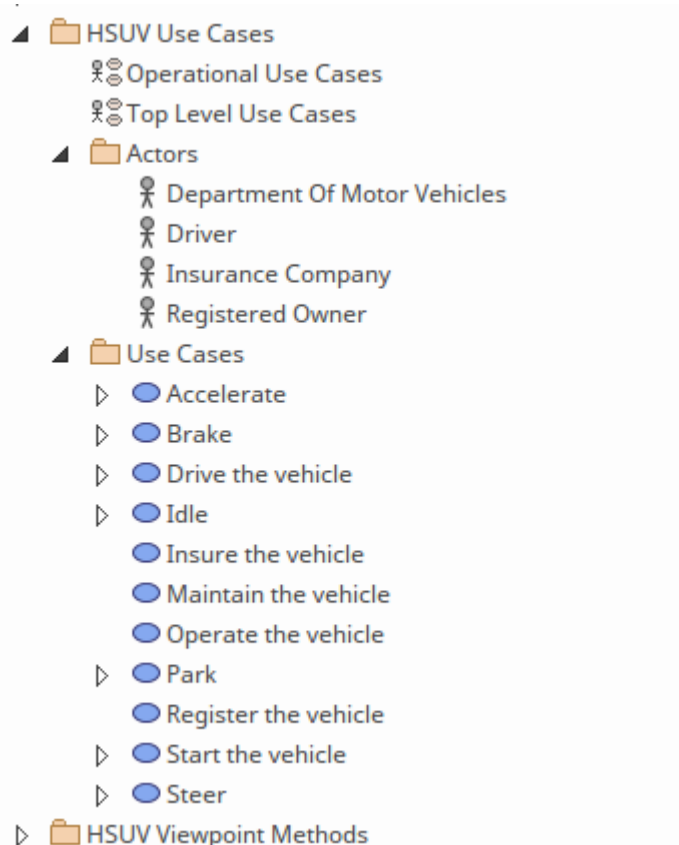 HSUV Use Cases
Operational Use Cases
Top Level Use Cases
Actors
Department Of Motor Vehicles
Driver
Insurance Company
Registered Owner
Use Cases
Accelerate
Brake
Drive the vehicle
Idle
Insure the vehicle
Maintain the vehicle
Operate the vehicle
Park
Register the vehicle
Start the vehicle
Steer
HSUV Viewpoint Methods